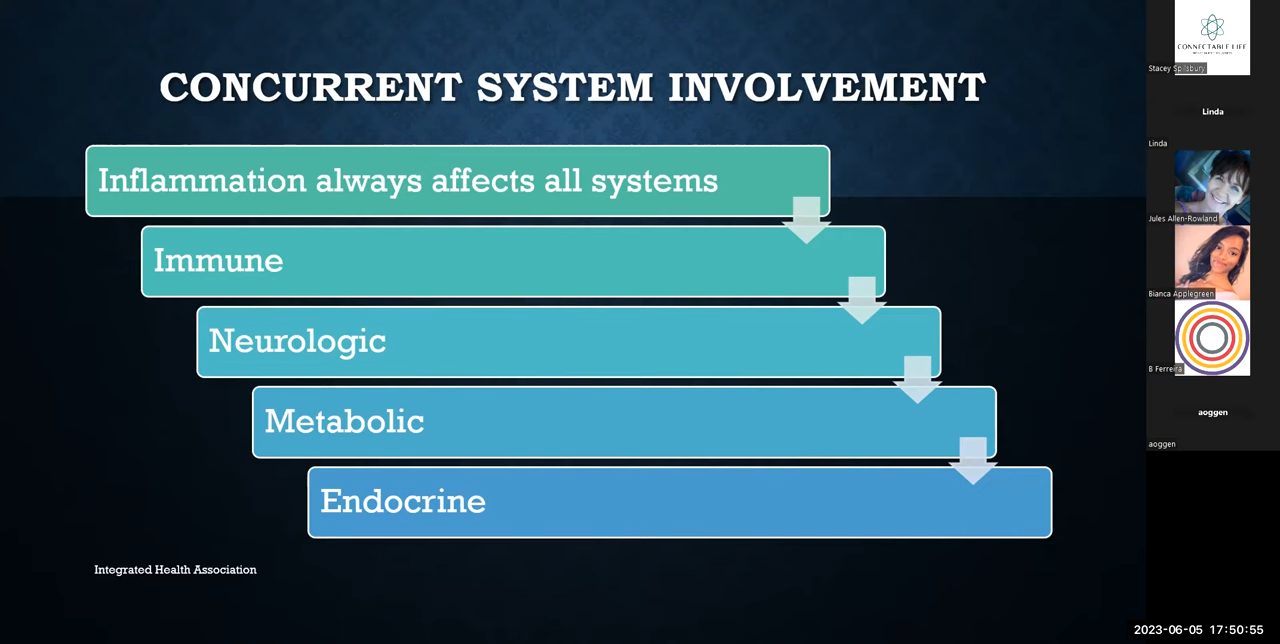 CONCURRENT SYSTEM INVOLVEMENT
Inflammation always affects all systems
Immune
Neurologic
Metabolic
Endocrine
Integrated Health Association
CONNECTABLE LIFE
Stacey Spilsbury
Linda
Linda
Jules Allen-Rowland
Bianca Applegreen
B Ferreira
aoggen
aoggen
2023-06-05 17:50:55